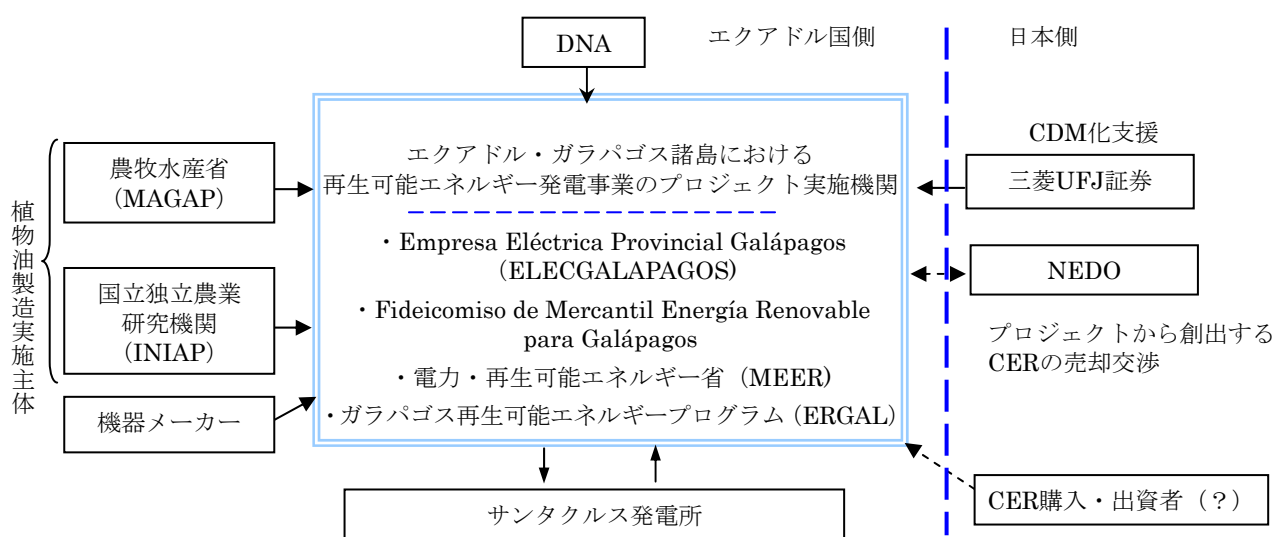 DNA
エクアドル国側
日本側
植物油製造実施主体
農牧水産省
(MAGAP)
国立独立農業
研究機関
(INIAP)
機器メーカー
エクアドル・ガラパゴス諸島における
再生可能エネルギー発電事業のプロジェクト実施機関
・Empresa Eléctrica Provincial Galápagos
(ELECGALAPAGOS)
・Fideicomiso de Mercantil Energía Renovable
para Galápagos
・電力・再生可能エネルギー省（MEER)
・ガラパゴス再生可能エネルギープログラム（ERGAL)
サンタクルス発電所
CDM化支援
三菱UFJ証券
NEDO
プロジェクトから創出する
CERの売却交渉
CER購入・出資者（？）